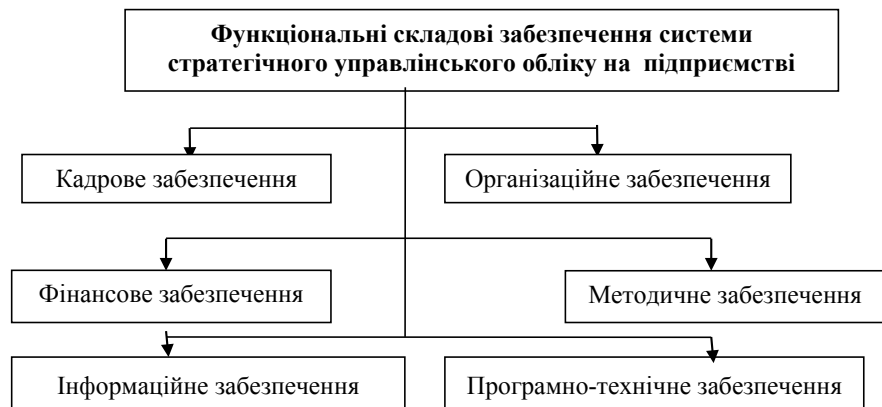 Функціональні складові забезпечення системи
стратегічного управлінського обліку на підприємстві
Кадрове забезпечення
Організаційне забезпечення
Фінансове забезпечення
Методичне забезпечення
Інформаційне забезпечення
Програмно-технічне забезпечення